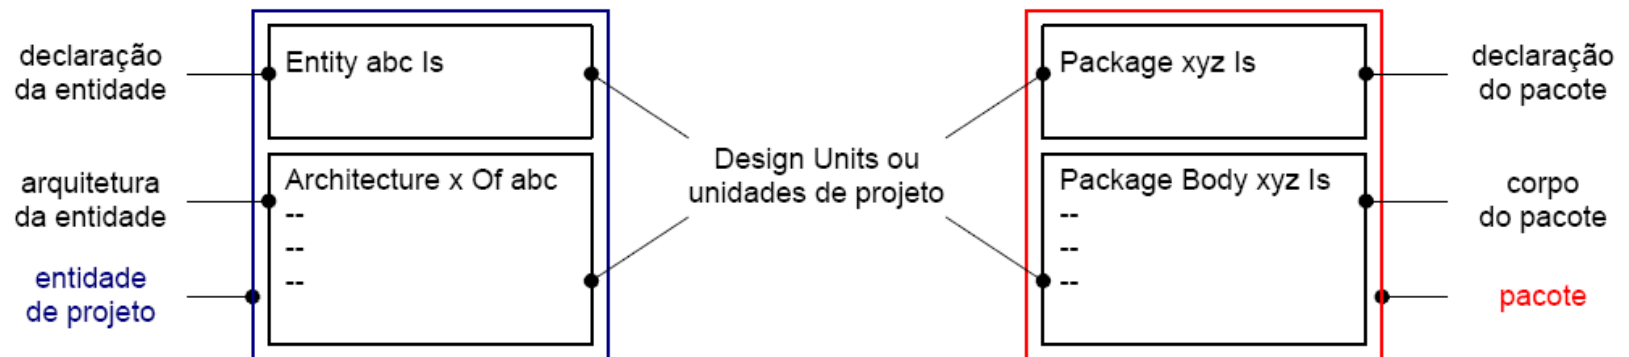 declaração
da entidade
arquitetura
da entidade
entidade
de projeto
Entity abc Is
Architecture x Of abc
--
--
--
Design Units ou
unidades de projeto
Package xyz Is
Package Body xyz Is
--
--
--
declaração
do pacote
corpo
do pacote
pacote